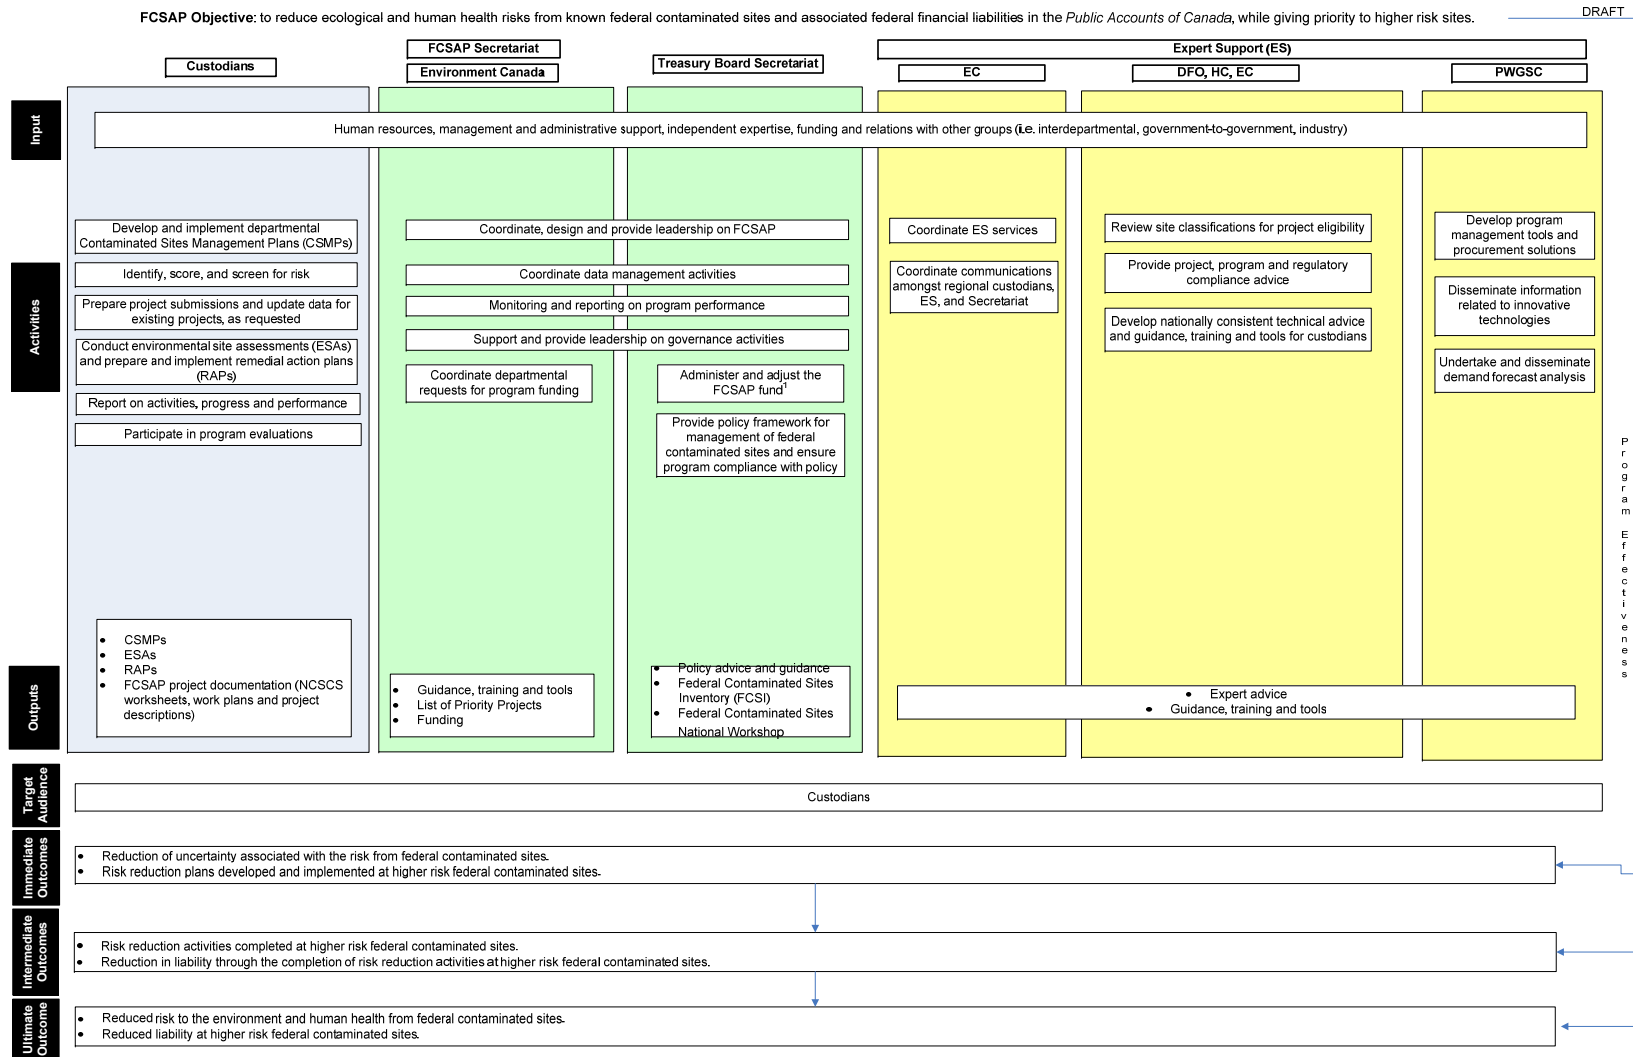 FCSAP Objective: to reduce ecological and human health risks from known federal contaminated sites and associated federal financial liabilities in the Public Accounts of Canada, while giving priority to higher risk sites.
DRAFT
Custodians
FCSAP Secretariat
Environment Canada
Treasury Board Secretariat
Expert Support (ES)
EC
DFO, HC, EC
PWGSC
Input
Human resources, management and administrative support, independent expertise, funding and relations with other groups (i.e. interdepartmental, government-to-government, industry)
Activities
Develop and implement departmental
Contaminated Sites Management Plans (CSMPs)
Identify, score, and screen for risk
Prepare project submissions and update data for
existing projects, as requested
Conduct environmental site assessments (ESAs)
and prepare and implement remedial action plans
(RAPs)
Report on activities, progress and performance
Participate in program evaluations
Coordinate, design and provide leadership on FCSAP
Coordinate data management activities
Monitoring and reporting on program performance
Support and provide leadership on governance activities
Coordinate departmental
requests for program funding
Administer and adjust the
FCSAP fund¹
Provide policy framework for
management of federal
contaminated sites and ensure
program compliance with policy
Coordinate ES services
Coordinate communications
amongst regional custodians,
ES, and Secretariat
Review site classifications for project eligibility
Provide project, program and regulatory
compliance advice
Develop nationally consistent technical advice
and guidance, training and tools for custodians
Develop program
management tools and
procurement solutions
Disseminate information
related to innovative
technologies
Undertake and disseminate
demand forecast analysis
Program Effectiveness
Outputs
• CSMPs
• ESAs
• RAPs
• FCSAP project documentation (NCSCS
worksheets, work plans and project
descriptions)
• Guidance, training and tools
• List of Priority Projects
• Funding
• Policy advice and guidance
• Federal Contaminated Sites
Inventory (FCSI)
• Federal Contaminated Sites
National Workshop
• Expert advice
• Guidance, training and tools
Target
Audience
Custodians
Immediate
Outcomes
• Reduction of uncertainty associated with the risk from federal contaminated sites.
• Risk reduction plans developed and implemented at higher risk federal contaminated sites.
Intermediate
Outcomes
• Risk reduction activities completed at higher risk federal contaminated sites.
• Reduction in liability through the completion of risk reduction activities at higher risk federal contaminated sites.
Ultimate
Outcome
• Reduced risk to the environment and human health from federal contaminated sites.
• Reduced liability at higher risk federal contaminated sites.